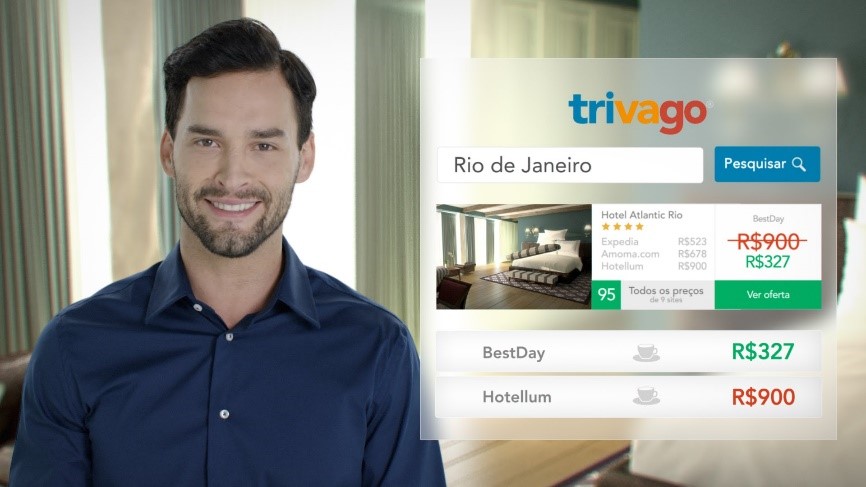 trivago
Rio de Janeiro
Pesquisar
Hotel Atlantic Rio
Expedia R$523
Amoma.com R$678
Hotellum R$900
BestDay
R$900
R$327
95
Todos os preços
de 9 sites
Ver oferta
BestDay R$327
Hotellum R$900